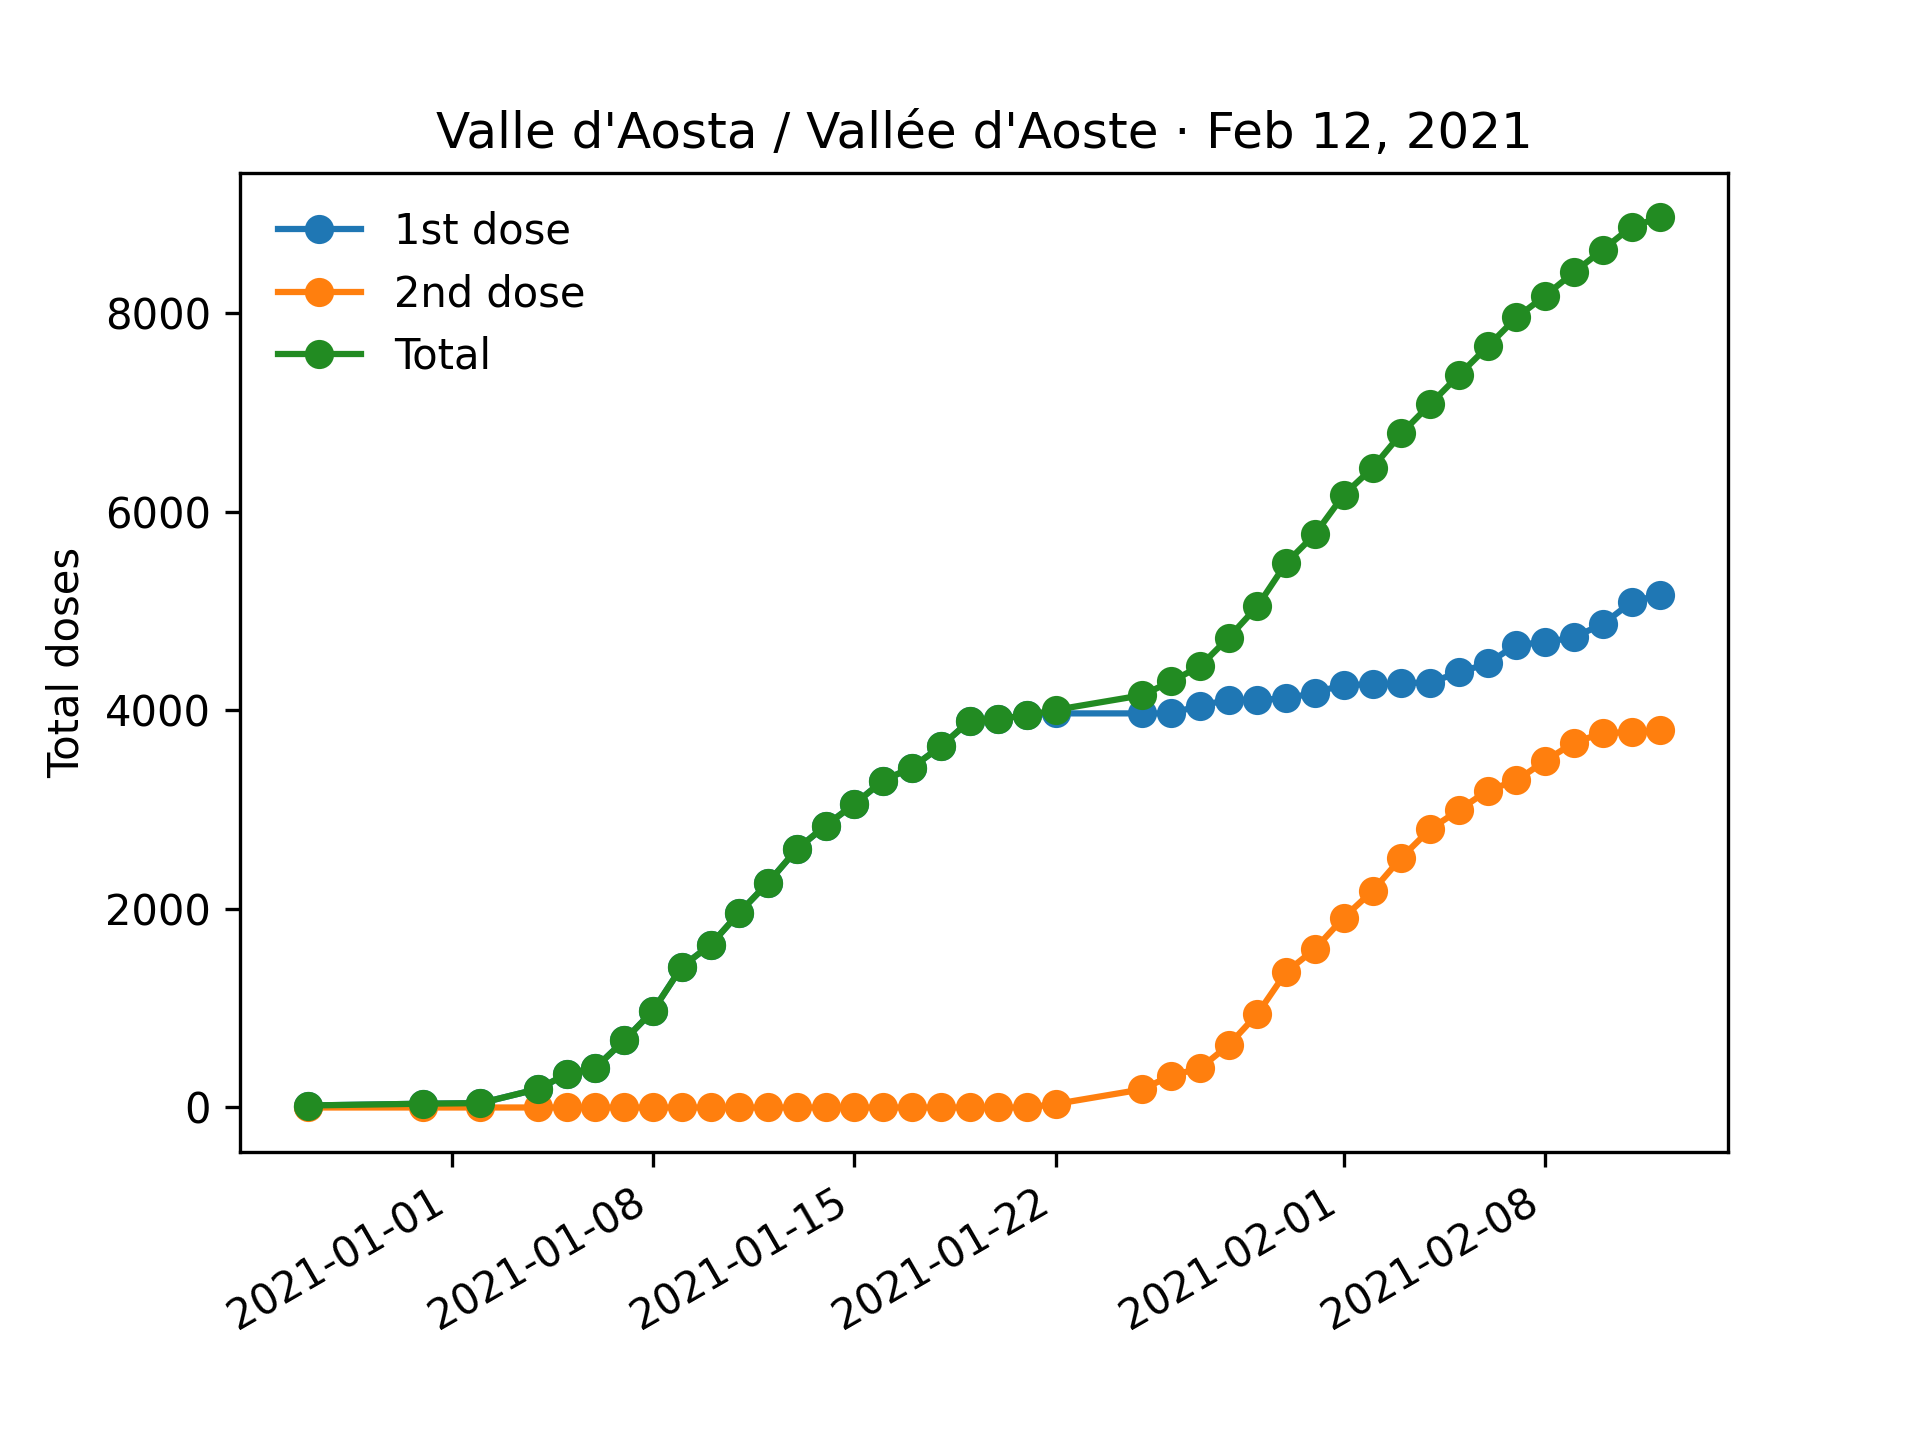 Valle d'Aosta / Vallée d'Aoste · Feb 12, 2021
1st dose
2nd dose
Total
Total doses
8000
6000
4000
2000
0
2021-01-01
2021-01-08
2021-01-15
2021-01-22
2021-02-01
2021-02-08